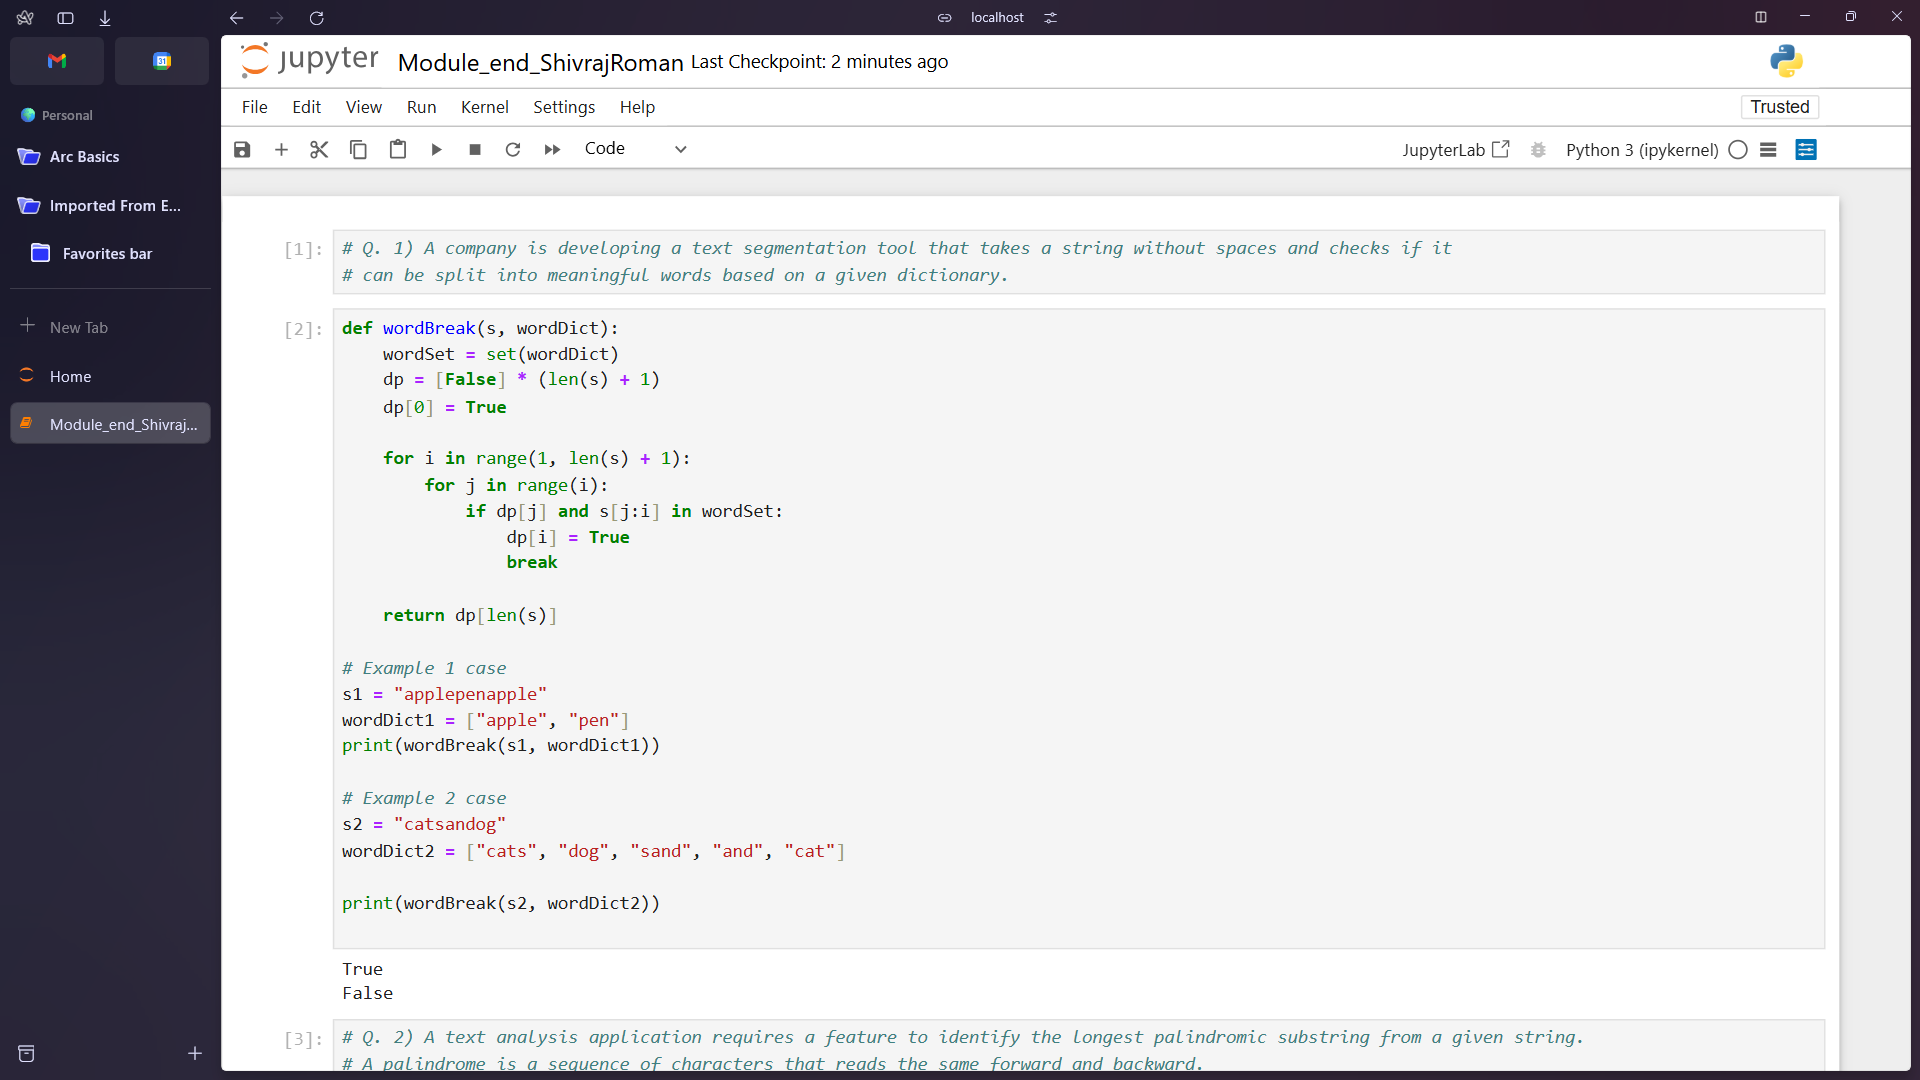 localhost
31
Personal
Arc Basics
Imported From E...
Favorites bar
New Tab
Home
Module_end_Shivraj...
jupyter Module_end_ShivrajRoman Last Checkpoint: 2 minutes ago
File Edit View Run Kernel Settings Help
Trusted
Code
JupyterLab Python 3 (ipykernel)
[1]: # Q. 1) A company is developing a text segmentation tool that takes a string without spaces and checks if it
# can be split into meaningful words based on a given dictionary.
[2]: def wordBreak(s, wordDict):
    wordSet = set(wordDict)
    dp = [False] * (len(s) + 1)
    dp[0] = True
    for i in range(1, len(s) + 1):
        for j in range(i):
            if dp[j] and s[j:i] in wordSet:
                dp[i] = True
                break
    return dp[len(s)]
# Example 1 case
s1 = "applepenapple"
wordDict1 = ["apple", "pen"]
print(wordBreak(s1, wordDict1))
# Example 2 case
s2 = "catsandog"
wordDict2 = ["cats", "dog", "sand", "and", "cat"]
print(wordBreak(s2, wordDict2))
True
False
[3]: # Q. 2) A text analysis application requires a feature to identify the longest palindromic substring from a given string.
# A palindrome is a sequence of characters that reads the same forward and backward.